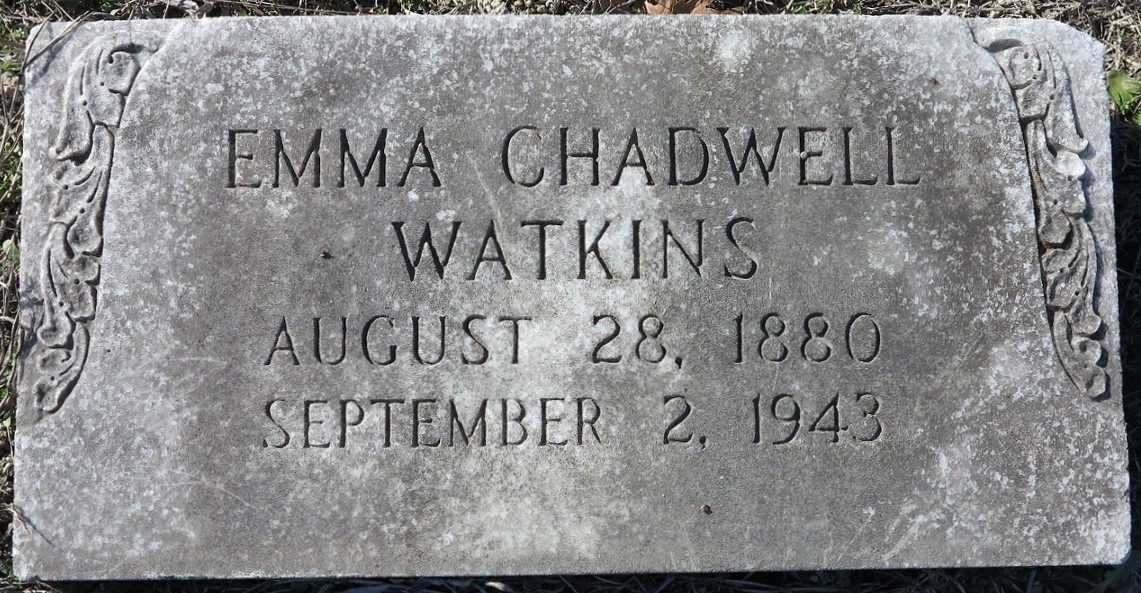 EMMA CHADWELL
WATKINS
AUGUST 28, 1880
SEPTEMBER 2, 1943